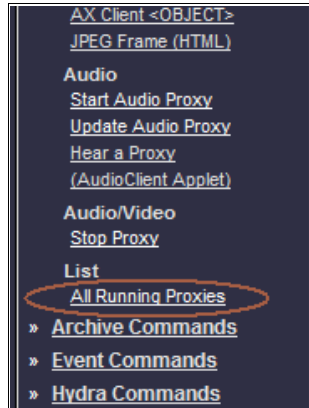 AX Client <OBJECT>
JPEG Frame (HTML)
Audio
Start Audio Proxy
Update Audio Proxy
Hear a Proxy
(AudioClient Applet)
Audio/Video
Stop Proxy
List
All Running Proxies
» Archive Commands
» Event Commands
» Hydra Commands